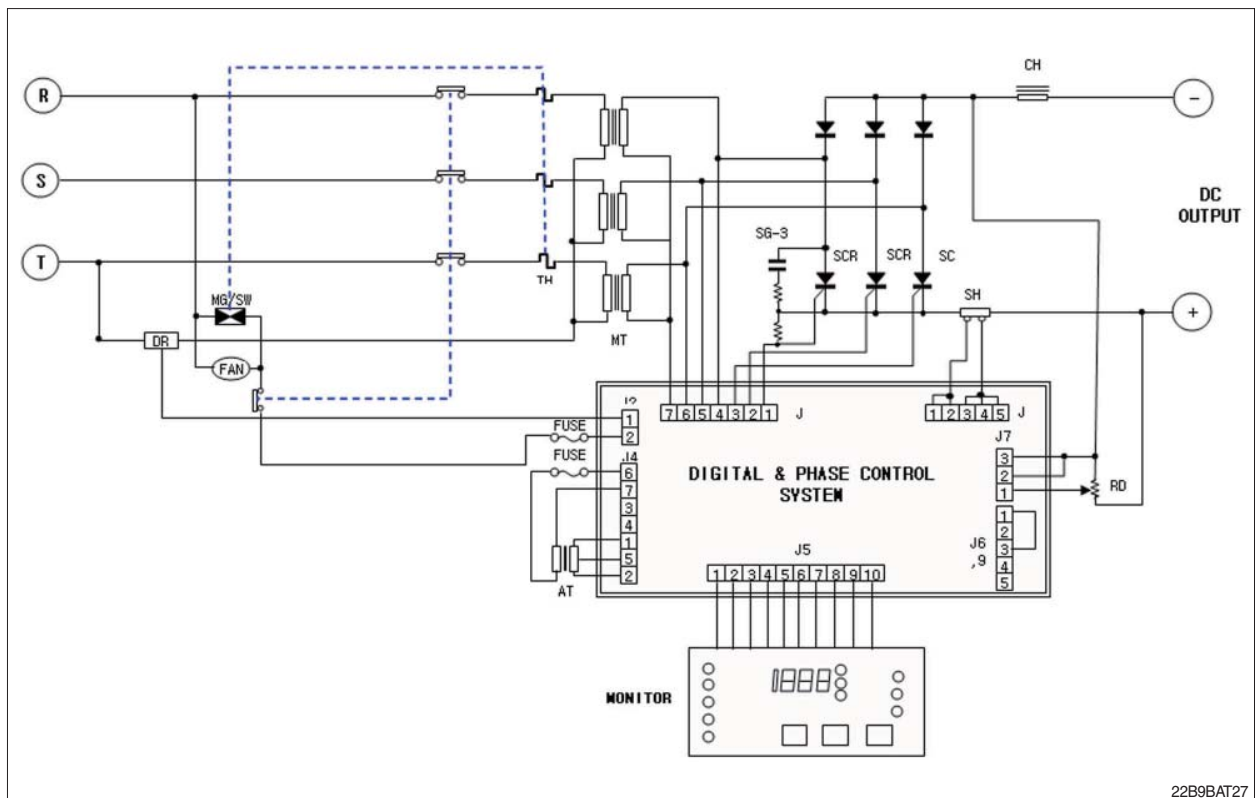 CH
R
-
S
DC
OUTPUT
SG-3
SCR
SCR
SC
T
TH
MG/SW
SH
+
MT
DR
FAN
7 6 5 4 3 2 1
J
1 2 3 4 5
J
1
2
FUSE
FUSE
J4
J7
6
7
3
4
1
5
2
DIGITAL & PHASE CONTROL
SYSTEM
3
2
1
RD
1
2
3
4
5
J6
,9
J5
AT
1 2 3 4 5 6 7 8 9 10
MONITOR
1888
22B9BAT27